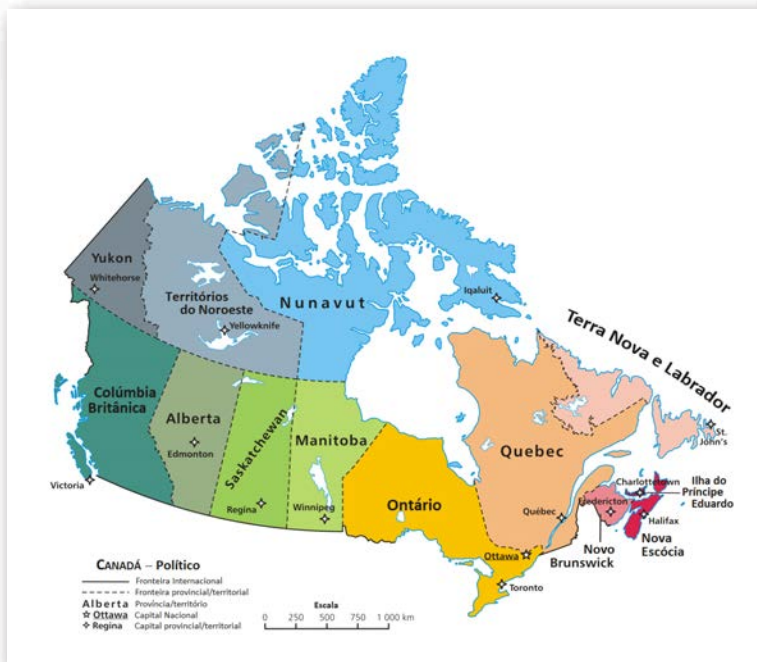 Yukon
Whitehorse
Territórios
do Noroeste
Yellowknife
Nunavut
Iqaluit
Terra Nova e Labrador
St.
John's
Colúmbia
Britânica
Victoria
Alberta
Edmonton
Saskatchewan
Regina
Manitoba
Winnipeg
Ontário
Ottawa
Toronto
Quebec
Québec
Charlottetown
Ilha do
Príncipe
Eduardo
Fredericton
Halifax
Novo
Brunswick
Nova
Escócia
CANADÁ – Político
Fronteira Internacional
Fronteira provincial/territorial
Alberta Província/território
Ottawa Capital Nacional
Regina Capital provincial/territorial
Escala
0 250 500 1 000 km